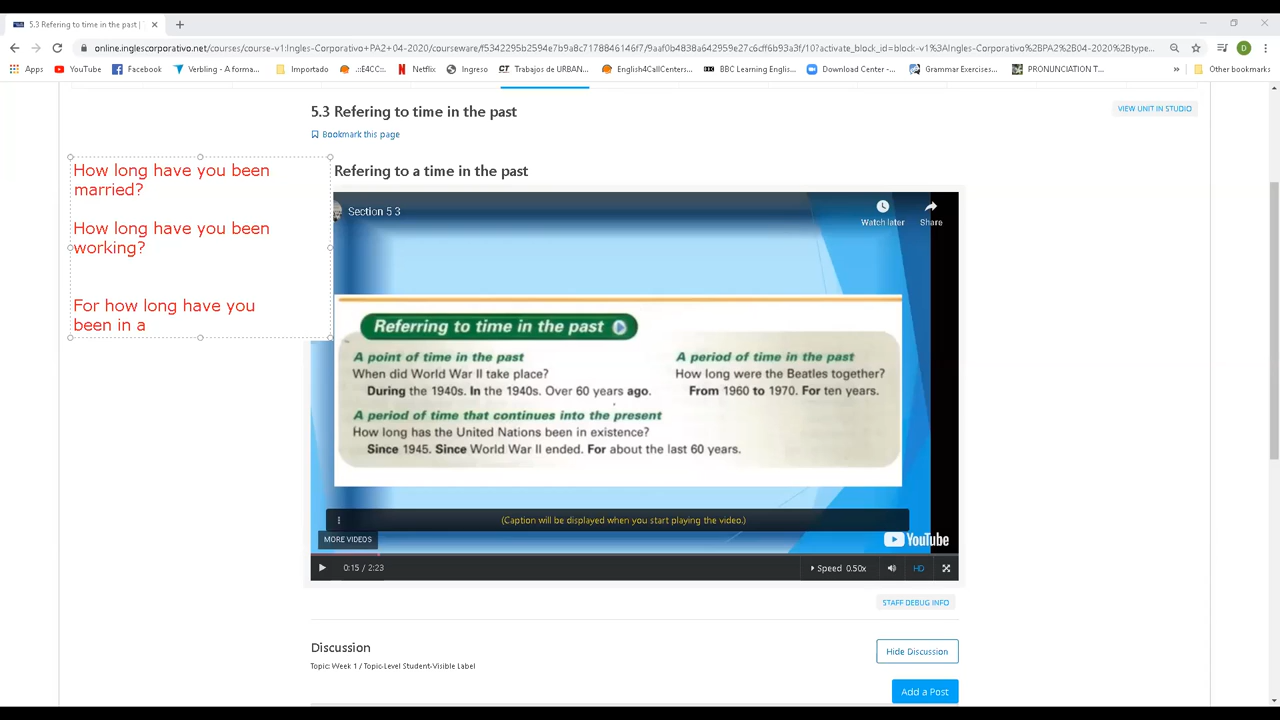 5.3 Refering to time in the past |
online.inglescorporativo.net/courses/course-v1:Ingles-Corporativo+PA2+04-2020/courseware/f5342295b2594e7b9a8c7178846146f7/9aaf0b4838a642959e27c6cff6b93a3f/10?activate_block_id=block-v1%3AIngles-Corporativo%2BPA2%2B04-2020%2Btype...
D
Apps YouTube Facebook Verbling - A forma... Importado .::E4CC::. Netflix Ingreso Trabajos de URBAN... English4CallCenters... BBC Learning Englis... Download Center -... Grammar Exercises... PRONUNCIATION T... » Other bookmarks
5.3 Refering to time in the past
VIEW UNIT IN STUDIO
Bookmark this page
Refering to a time in the past
How long have you been
married?
How long have you been
working?
For how long have you
been in a
Section 5 3
Watch later Share
Referring to time in the past
A point of time in the past
When did World War II take place?
During the 1940s. In the 1940s. Over 60 years ago.
A period of time in the past
How long were the Beatles together?
From 1960 to 1970. For ten years.
A period of time that continues into the present
How long has the United Nations been in existence?
Since 1945. Since World War II ended. For about the last 60 years.
(Caption will be displayed when you start playing the video.)
MORE VIDEOS
YouTube
0:15 / 2:23
Speed 0.50x
HD
STAFF DEBUG INFO
Discussion
Hide Discussion
Topic: Week 1 / Topic-Level Student-Visible Label
Add a Post